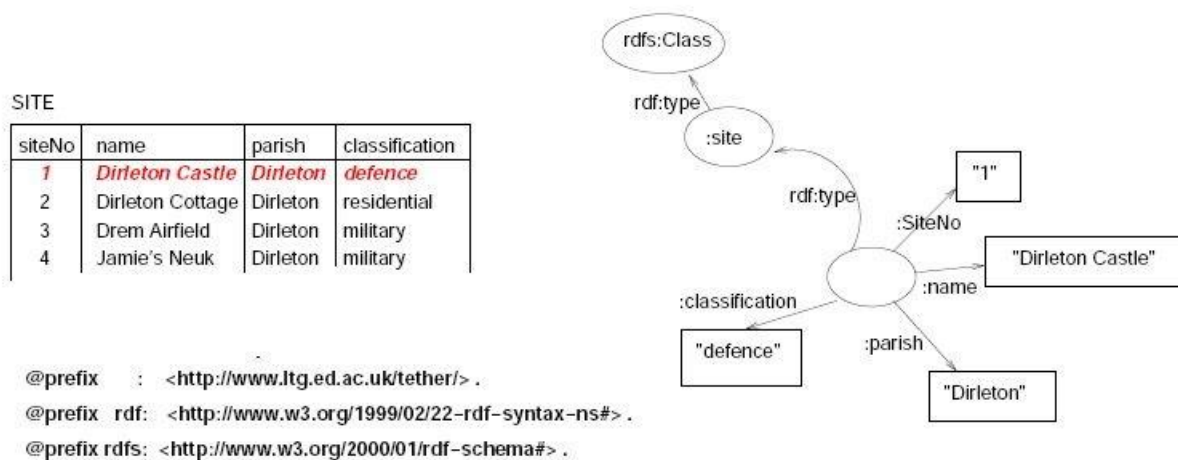 SITE
siteNo name parish classification
1 Dirleton Castle Dirleton defence
2 Dirleton Cottage Dirleton residential
3 Drem Airfield Dirleton military
4 Jamie's Neuk Dirleton military
@prefix : <http://www.ltg.ed.ac.uk/tether/> .
@prefix rdf: <http://www.w3.org/1999/02/22-rdf-syntax-ns#> .
@prefix rdfs: <http://www.w3.org/2000/01/rdf-schema#> .
rdfs:Class
rdf:type
:site
rdf:type
"1"
:SiteNo
"Dirleton Castle"
:name
:classification
"defence"
:parish
"Dirleton"